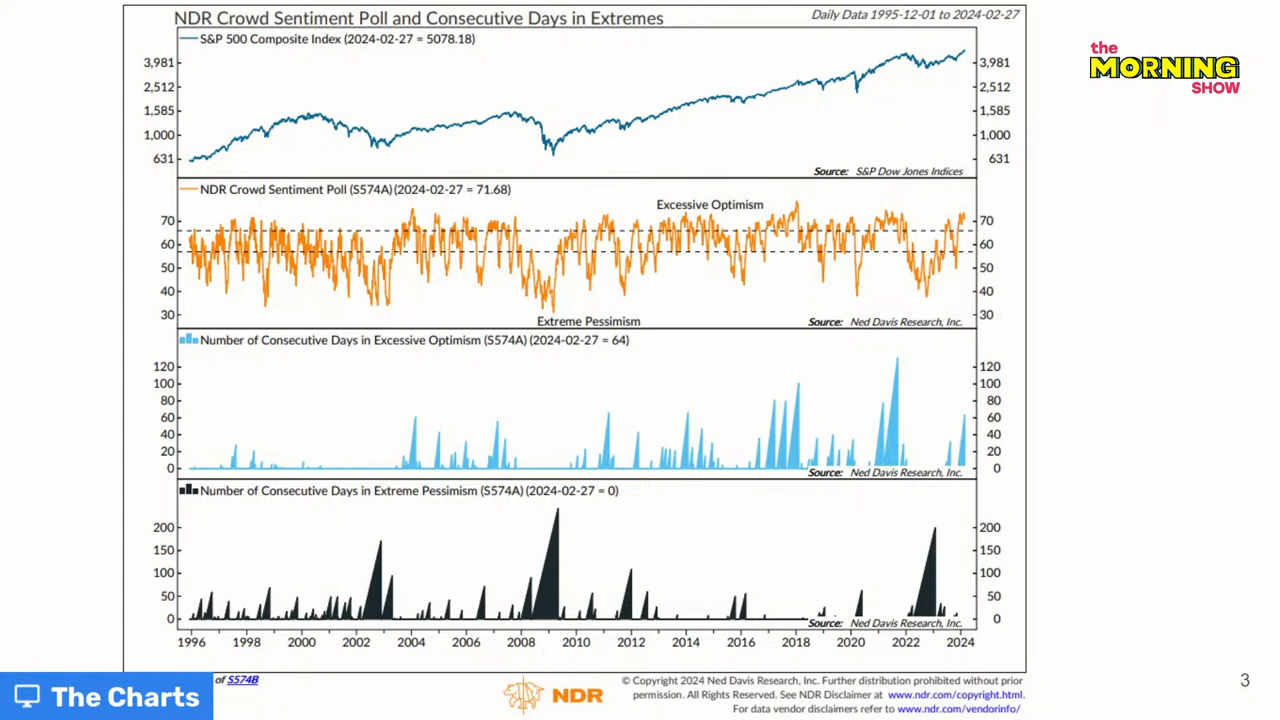 NDR Crowd Sentiment Poll and Consecutive Days in Extremes
Daily Data 1995-12-01 to 2024-02-27
the
MORNING
SHOW
S&P 500 Composite Index (2024-02-27 = 5078.18)
3,981 3,981
2,512 2,512
1,585 1,585
1,000 1,000
631 631
Source: S&P Dow Jones Indices
NDR Crowd Sentiment Poll (S574A) (2024-02-27 = 71.68)
Excessive Optimism
70 70
60 60
50 50
40 40
30 30
Extreme Pessimism
Source: Ned Davis Research, Inc.
Number of Consecutive Days in Excessive Optimism (S574A) (2024-02-27 = 64)
120 120
100 100
80 80
60 60
40 40
20 20
0 0
Source: Ned Davis Research, Inc.
Number of Consecutive Days in Extreme Pessimism (S574A) (2024-02-27 = 0)
200 200
150 150
100 100
50 50
0 0
Source: Ned Davis Research, Inc.
1996 1998 2000 2002 2004 2006 2008 2010 2012 2014 2016 2018 2020 2022 2024
of S574B
The Charts
NDR
© Copyright 2024 Ned Davis Research, Inc. Further distribution prohibited without prior
permission. All Rights Reserved. See NDR Disclaimer at www.ndr.com/copyright.html.
For data vendor disclaimers refer to www.ndr.com/vendorinfo/
3